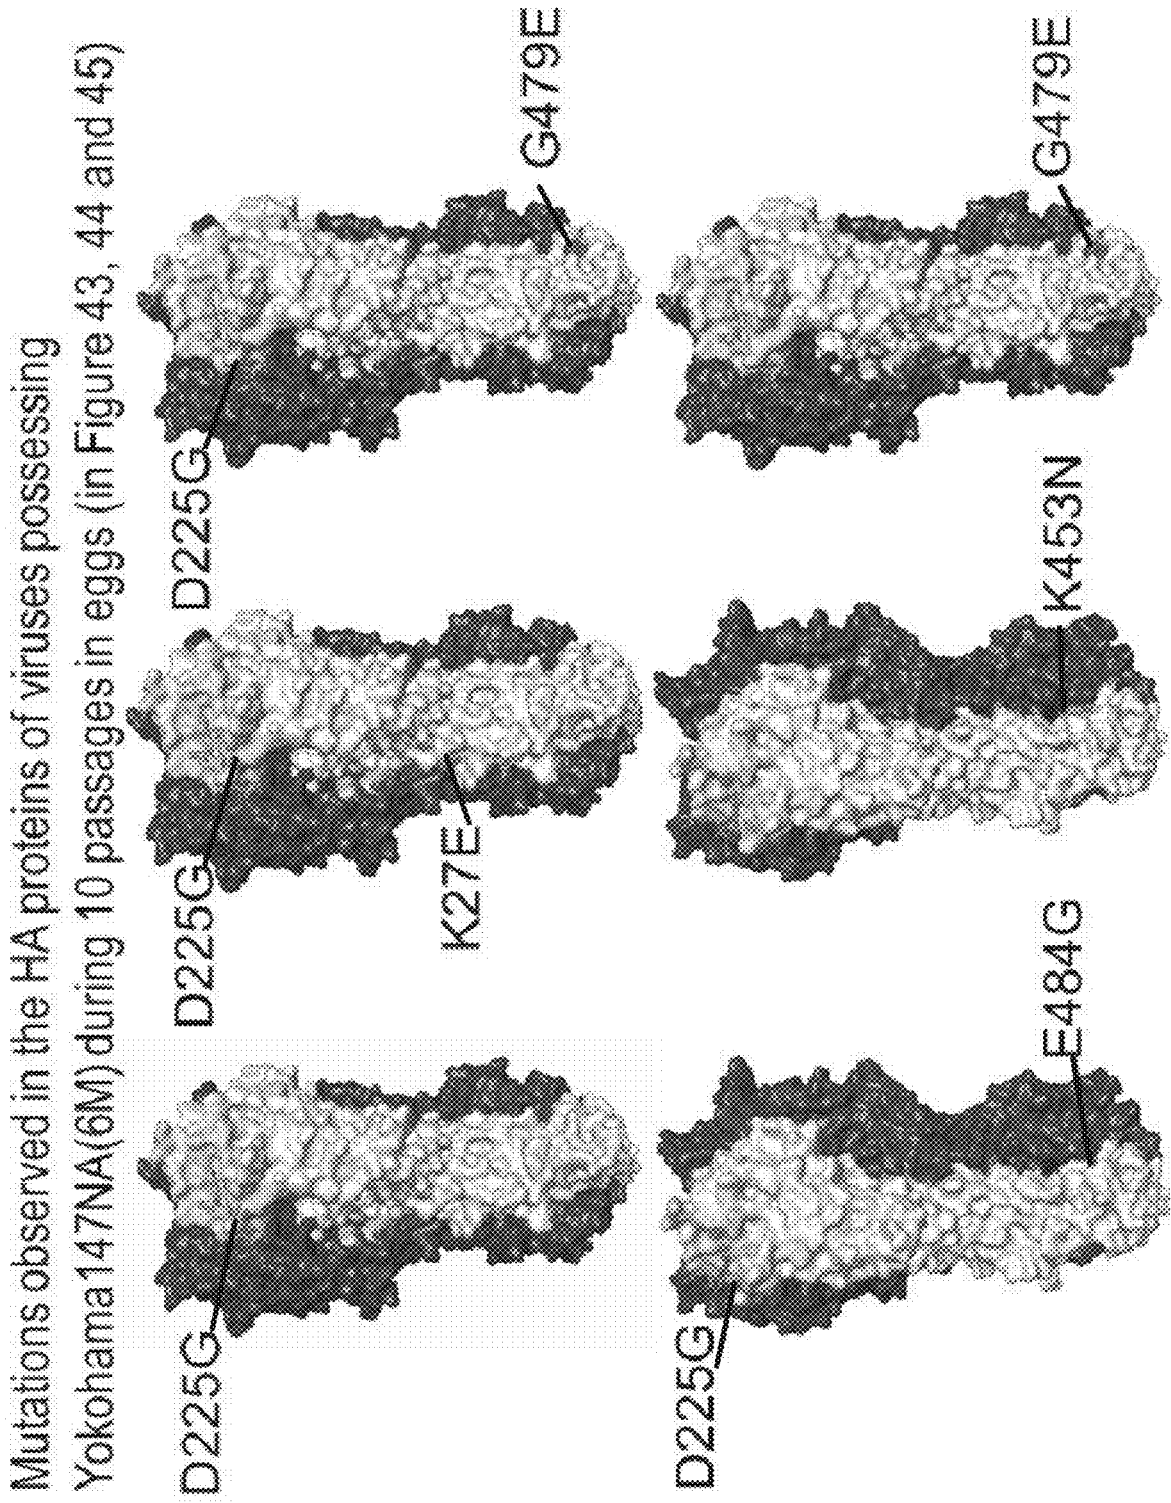 Mutations observed in the HA proteins of viruses possessing
Yokohama147NA(6M) during 10 passages in eggs (in Figure 43, 44 and 45)
D225G
D225G
K27E
D225G
G479E
D225G
E484G
K453N
G479E